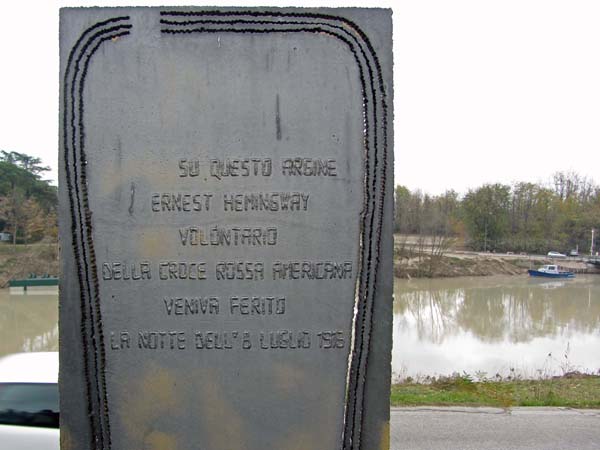 SU QUESTO ARGINE
ERNEST HEMINGWAY
VOLONTARIO
DELLA CROCE ROSSA AMERICANA
VENIVA FERITO
LA NOTTE DELL'8 LUGLIO 1918